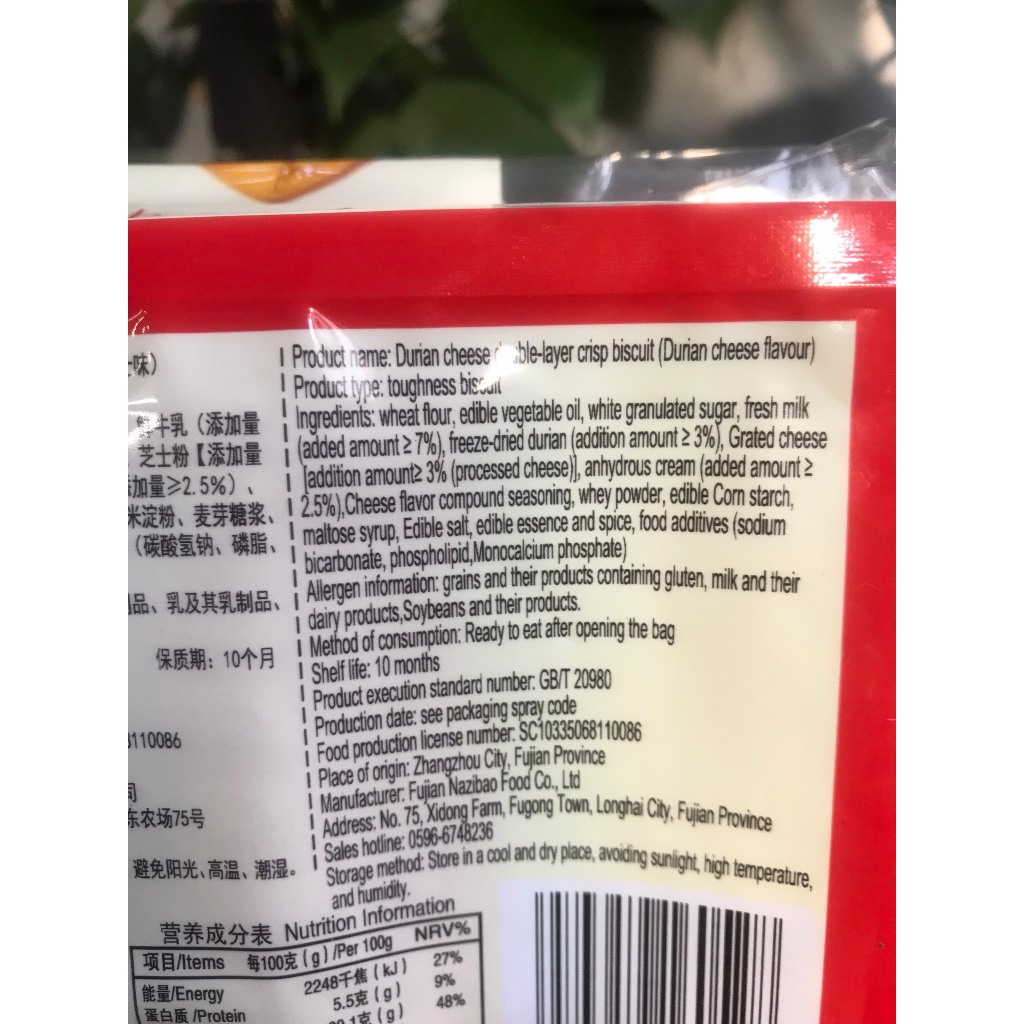 味）
牛乳（添加量
芝士粉【添加量
加量≥2.5%）、
米淀粉、麦芽糖浆、
（碳酸氢钠、磷脂、
品、乳及其乳制品、
保质期：10个月
110086
司
东农场75号
避免阳光、高温、潮湿。
Product name: Durian cheese ble-layer crisp biscuit (Durian cheese flavour)
Product type: toughness biscuit
Ingredients: wheat flour, edible vegetable oil, white granulated sugar, fresh milk
(added amount ≥ 7%), freeze-dried durian (addition amount ≥ 3%), Grated cheese
[addition amount≥ 3% (processed cheese)], anhydrous cream (added amount ≥
2.5%),Cheese flavor compound seasoning, whey powder, edible Corn starch,
maltose syrup, Edible salt, edible essence and spice, food additives (sodium
bicarbonate, phospholipid,Monocalcium phosphate)
Allergen information: grains and their products containing gluten, milk and their
dairy products,Soybeans and their products.
Method of consumption: Ready to eat after opening the bag
Shelf life: 10 months
Product execution standard number: GB/T 20980
Production date: see packaging spray code
Food production license number: SC10335068110086
Place of origin: Zhangzhou City, Fujian Province
Manufacturer: Fujian Nazibao Food Co., Ltd
Address: No. 75, Xidong Farm, Fugong Town, Longhai City, Fujian Province
Sales hotline: 0596-6748236
Storage method: Store in a cool and dry place, avoiding sunlight, high temperature,
and humidity.
营养成分表 Nutrition Information
项目/Items 每100克（g）/Per 100g NRV%
能量/Energy 2248千焦（kJ） 27%
蛋白质/Protein 5.5克（g） 9%
1克（g） 48%